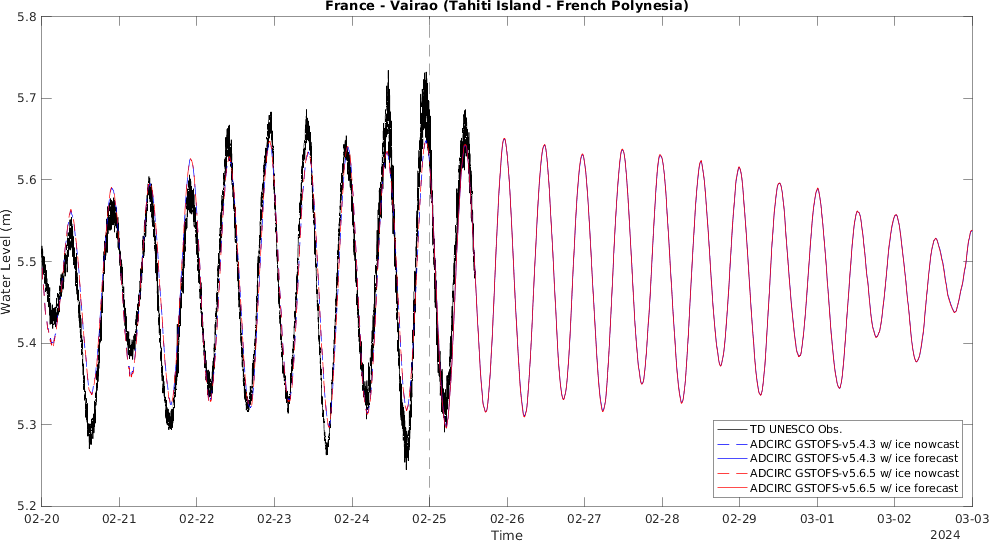 France - Vairao (Tahiti Island - French Polynesia)
5.8
5.7
5.6
5.5
5.4
5.3
5.2
Water Level (m)
TD UNESCO Obs.
ADCIRC GSTOFS-v5.4.3 w/ ice nowcast
ADCIRC GSTOFS-v5.4.3 w/ ice forecast
ADCIRC GSTOFS-v5.6.5 w/ ice nowcast
ADCIRC GSTOFS-v5.6.5 w/ ice forecast
02-20 02-21 02-22 02-23 02-24 02-25 02-26 02-27 02-28 02-29 03-01 03-02 03-03
Time
2024